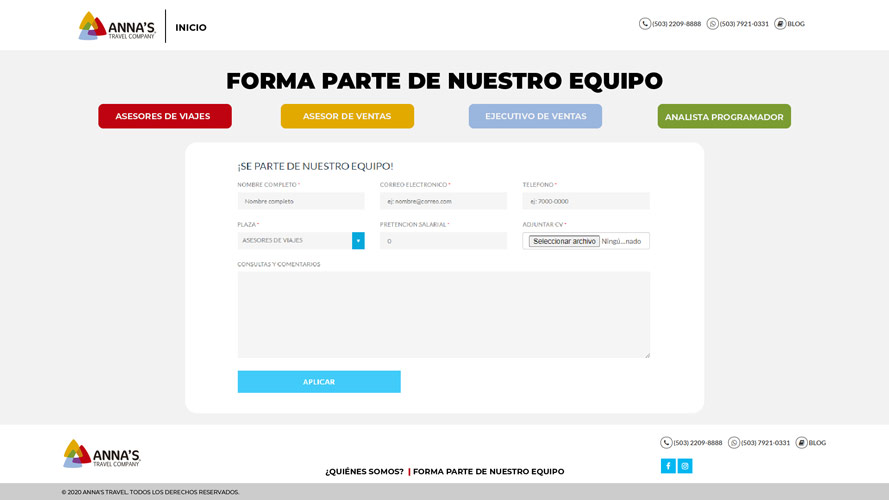 ANNA'S
TRAVEL COMPANY
INICIO
(503) 2209-8888
(503) 7921-0331
BLOG
FORMA PARTE DE NUESTRO EQUIPO
ASESORES DE VIAJES
ASESOR DE VENTAS
EJECUTIVO DE VENTAS
ANALISTA PROGRAMADOR
¡SE PARTE DE NUESTRO EQUIPO!
NOMBRE COMPLETO *
CORREO ELECTRONICO *
TELEFONO *
Nombre completo
ej: nombre@correo.com
ej: 7000-0000
PLAZA *
PRETENCION SALARIAL *
ADJUNTAR CV *
ASESORES DE VIAJES
0
Seleccionar archivo Ningú...nado
CONSULTAS Y COMENTARIOS
APLICAR
ANNA'S
TRAVEL COMPANY
¿QUIÉNES SOMOS? | FORMA PARTE DE NUESTRO EQUIPO
(503) 2209-8888
(503) 7921-0331
BLOG
© 2020 ANNA'S TRAVEL, TODOS LOS DERECHOS RESERVADOS.